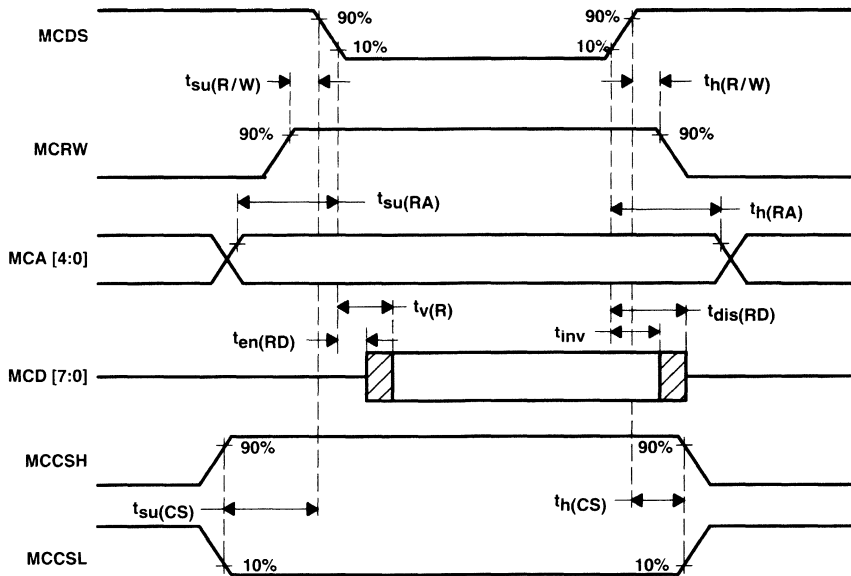 MCDS
90%
90%
10%
10%
tsu(R/W)
th(R/W)
MCRW
90%
90%
tsu(RA)
th(RA)
MCA [4:0]
tv(R)
tdis(RD)
ten(RD)
tinv
MCD [7:0]
MCCSH
90%
90%
tsu(CS)
th(CS)
MCCSL
10%
10%